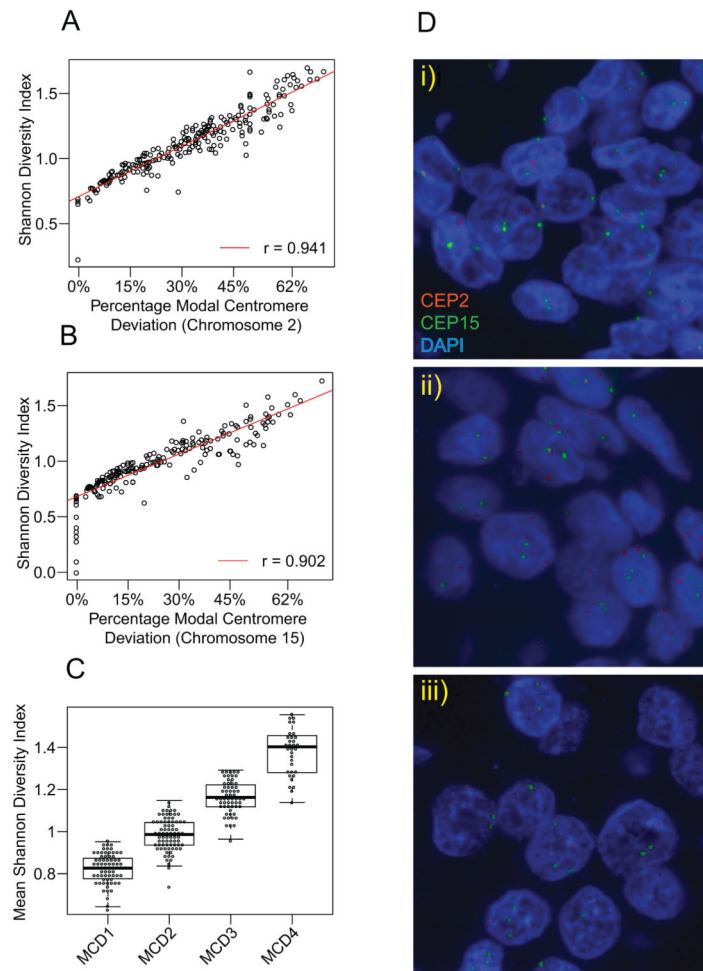 A
Shannon Diversity Index
1.5
1.0
0.5
r = 0.941
0% 15% 30% 45% 62%
Percentage Modal Centromere
Deviation (Chromosome 2)
B
Shannon Diversity Index
1.5
1.0
0.5
0.0
r = 0.902
0% 15% 30% 45% 62%
Percentage Modal Centromere
Deviation (Chromosome 15)
C
Mean Shannon Diversity Index
1.4
1.2
1
0.8
MCD1 MCD2 MCD3 MCD4
D
i)
CEP2
CEP15
DAPI
ii)
iii)